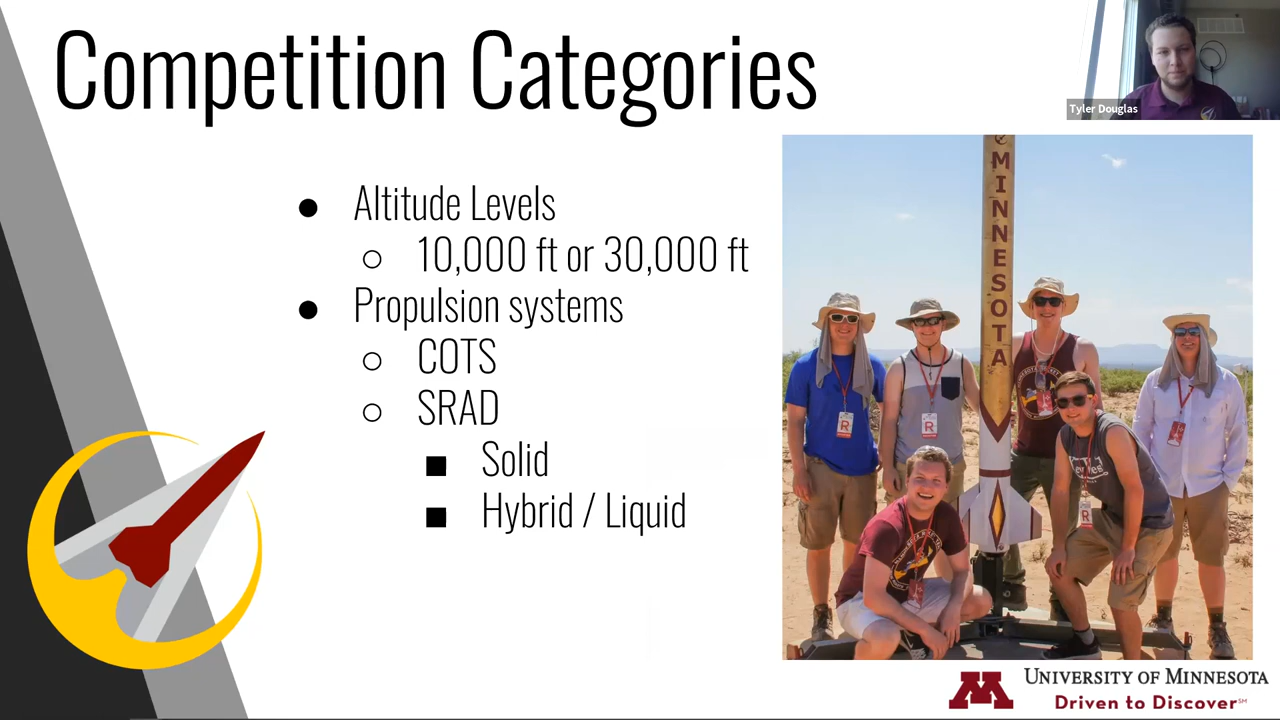 Competition Categories
Tyler Douglas
● Altitude Levels
○ 10,000 ft or 30,000 ft
● Propulsion systems
○ COTS
○ SRAD
■ Solid
■ Hybrid / Liquid
MINNESOTA
R
R
R
M
UNIVERSITY OF MINNESOTA
Driven to Discover℠